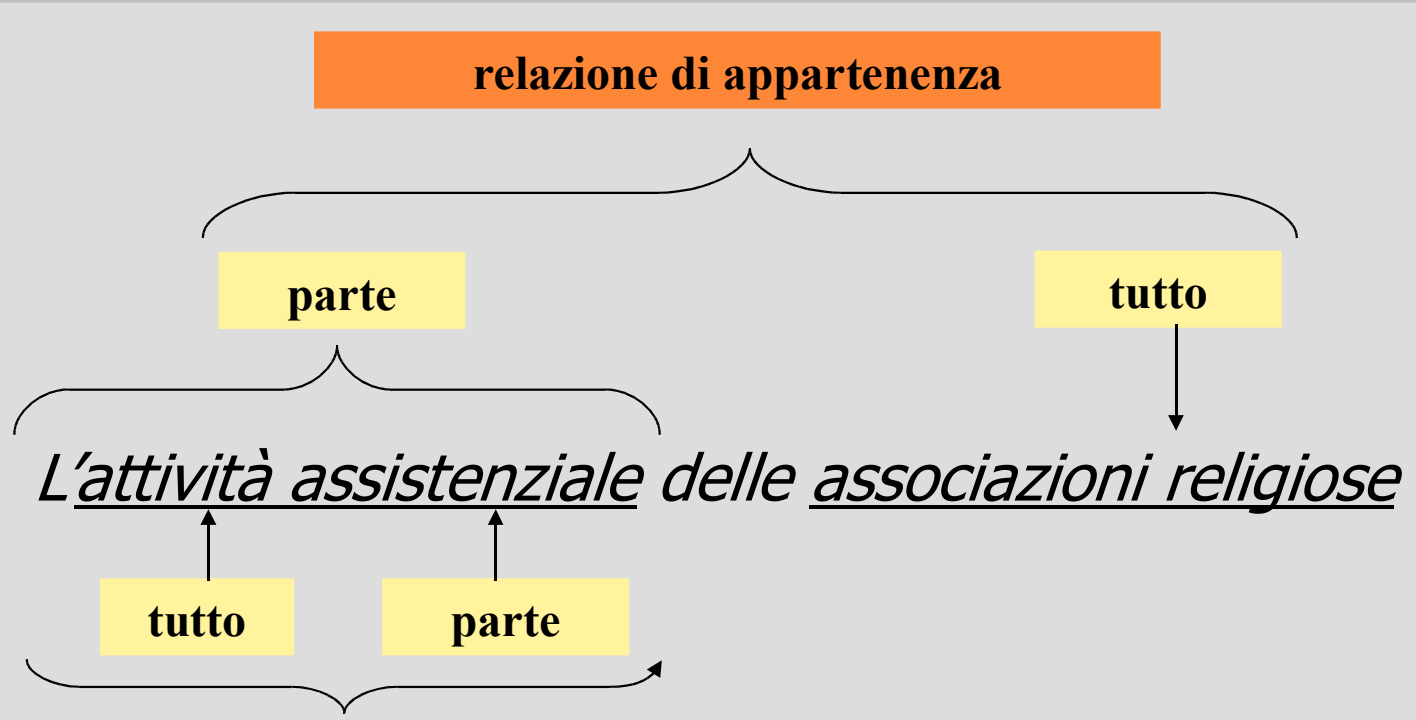 relazione di appartenenza
parte
tutto
L’attività assistenziale delle associazioni religiose
tutto
parte